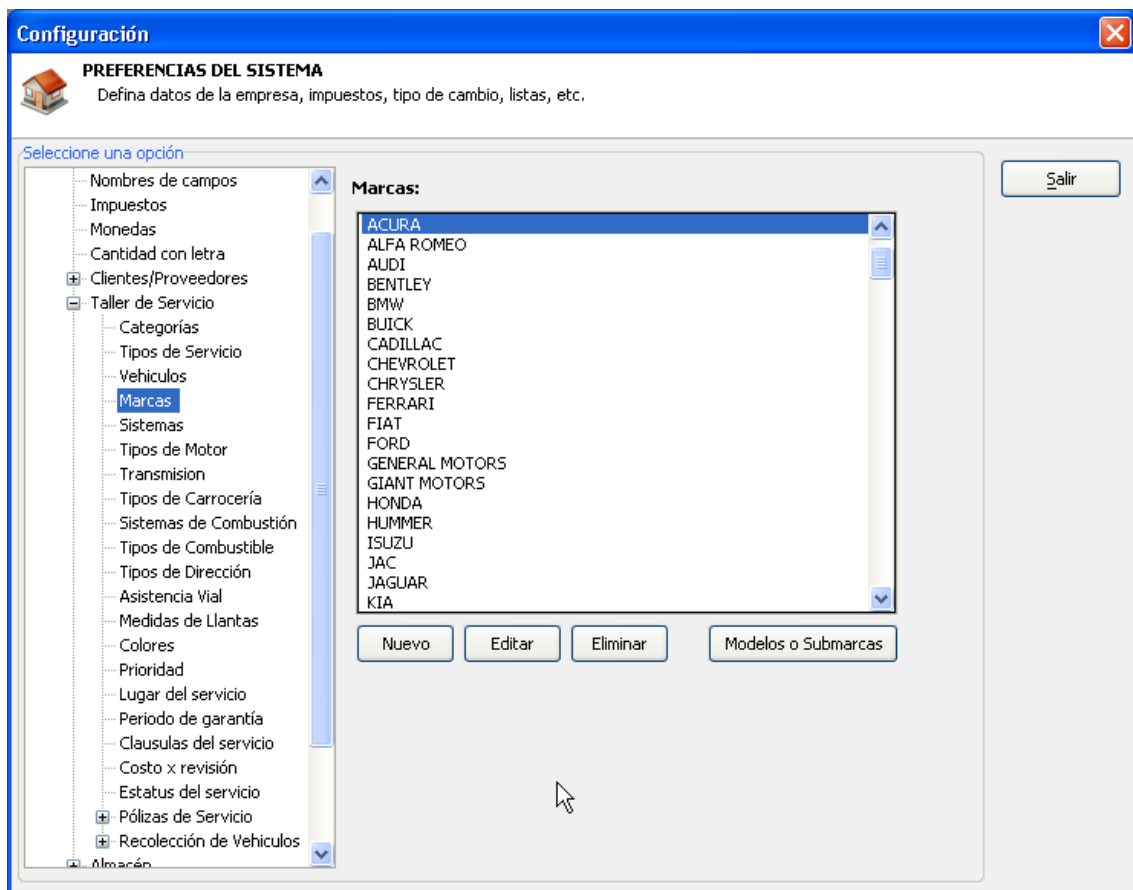 Configuración
PREFERENCIAS DEL SISTEMA
Defina datos de la empresa, impuestos, tipo de cambio, listas, etc.
Seleccione una opción
Nombres de campos
Impuestos
Monedas
Cantidad con letra
Clientes/Proveedores
Taller de Servicio
Categorías
Tipos de Servicio
Vehiculos
Marcas
Sistemas
Tipos de Motor
Transmision
Tipos de Carrocería
Sistemas de Combustión
Tipos de Combustible
Tipos de Dirección
Asistencia Vial
Medidas de Llantas
Colores
Prioridad
Lugar del servicio
Periodo de garantía
Clausulas del servicio
Costo x revisión
Estatus del servicio
Pólizas de Servicio
Recolección de Vehiculos
Almacén
Marcas:
ACURA
ALFA ROMEO
AUDI
BENTLEY
BMW
BUICK
CADILLAC
CHEVROLET
CHRYSLER
FERRARI
FIAT
FORD
GENERAL MOTORS
GIANT MOTORS
HONDA
HUMMER
ISUZU
JAC
JAGUAR
KIA
Nuevo
Editar
Eliminar
Modelos o Submarcas
Salir